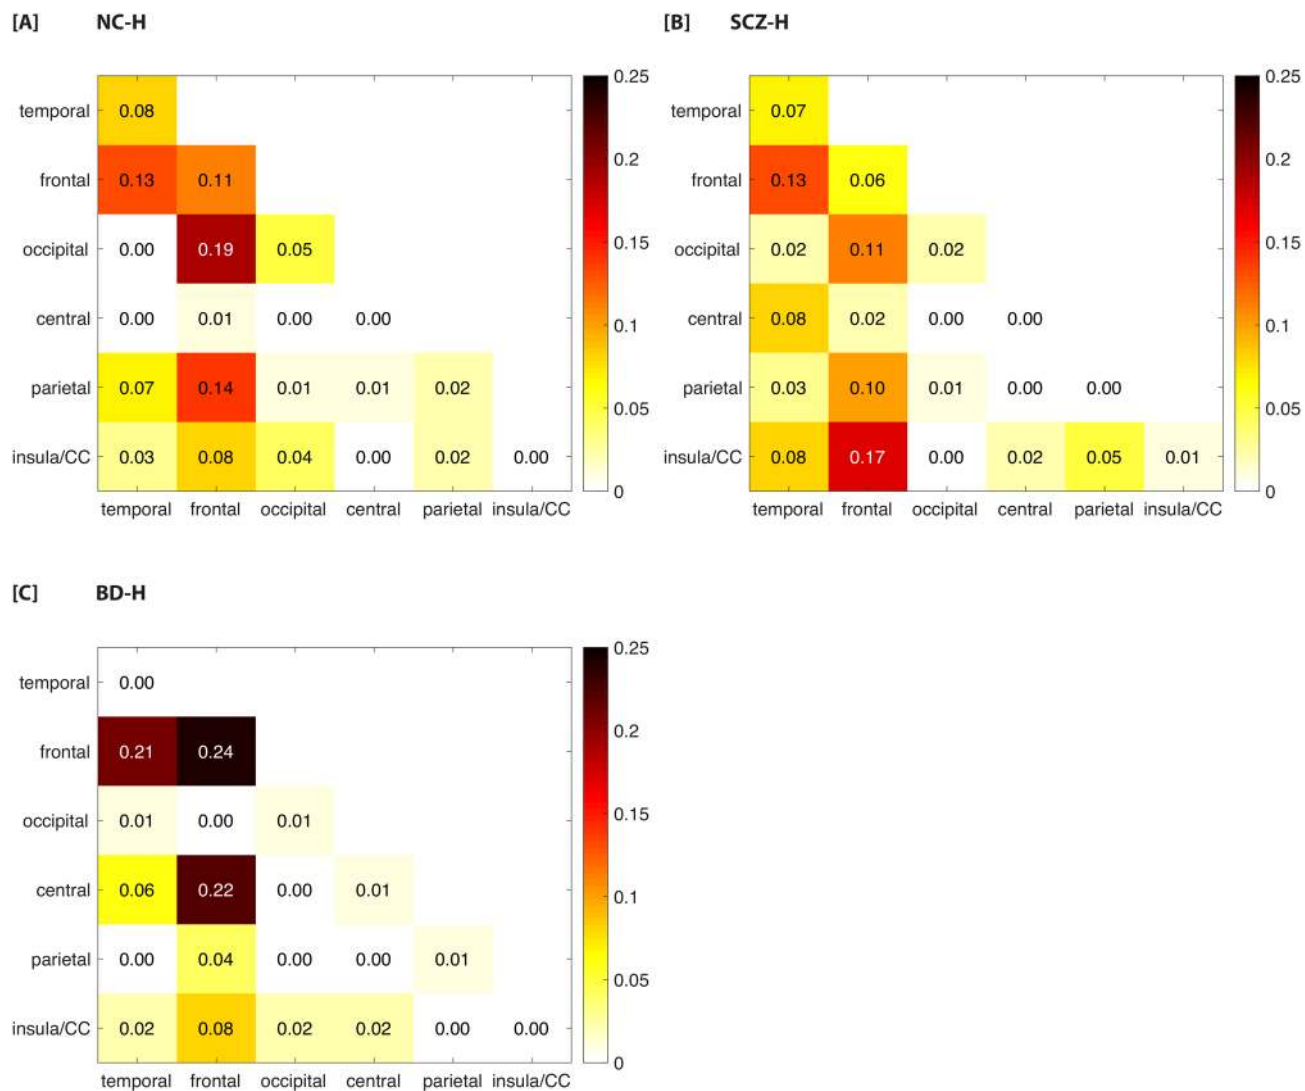 [A] NC-H
0.25
temporal 0.08
0.2
frontal 0.13 0.11
0.15
occipital 0.00 0.19 0.05
central 0.00 0.01 0.00 0.00
0.1
parietal 0.07 0.14 0.01 0.01 0.02
0.05
insula/CC 0.03 0.08 0.04 0.00 0.02 0.00
0
temporal frontal occipital central parietal insula/CC
[B] SCZ-H
0.25
temporal 0.07
0.2
frontal 0.13 0.06
0.15
occipital 0.02 0.11 0.02
central 0.08 0.02 0.00 0.00
0.1
parietal 0.03 0.10 0.01 0.00 0.00
0.05
insula/CC 0.08 0.17 0.00 0.02 0.05 0.01
0
temporal frontal occipital central parietal insula/CC
[C] BD-H
0.25
temporal 0.00
0.2
frontal 0.21 0.24
0.15
occipital 0.01 0.00 0.01
central 0.06 0.22 0.00 0.01
0.1
parietal 0.00 0.04 0.00 0.00 0.01
0.05
insula/CC 0.02 0.08 0.02 0.02 0.00 0.00
0
temporal frontal occipital central parietal insula/CC